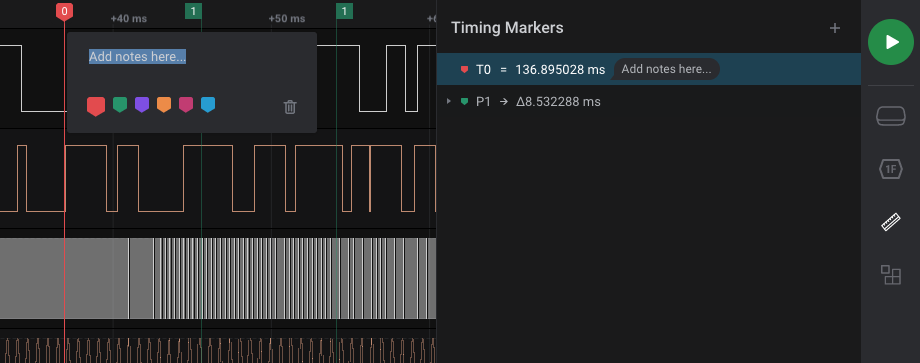 0
+40 ms
1
+50 ms
1
Add notes here...
Timing Markers
T0 = 136.895028 ms Add notes here...
P1 → Δ8.532288 ms
1F